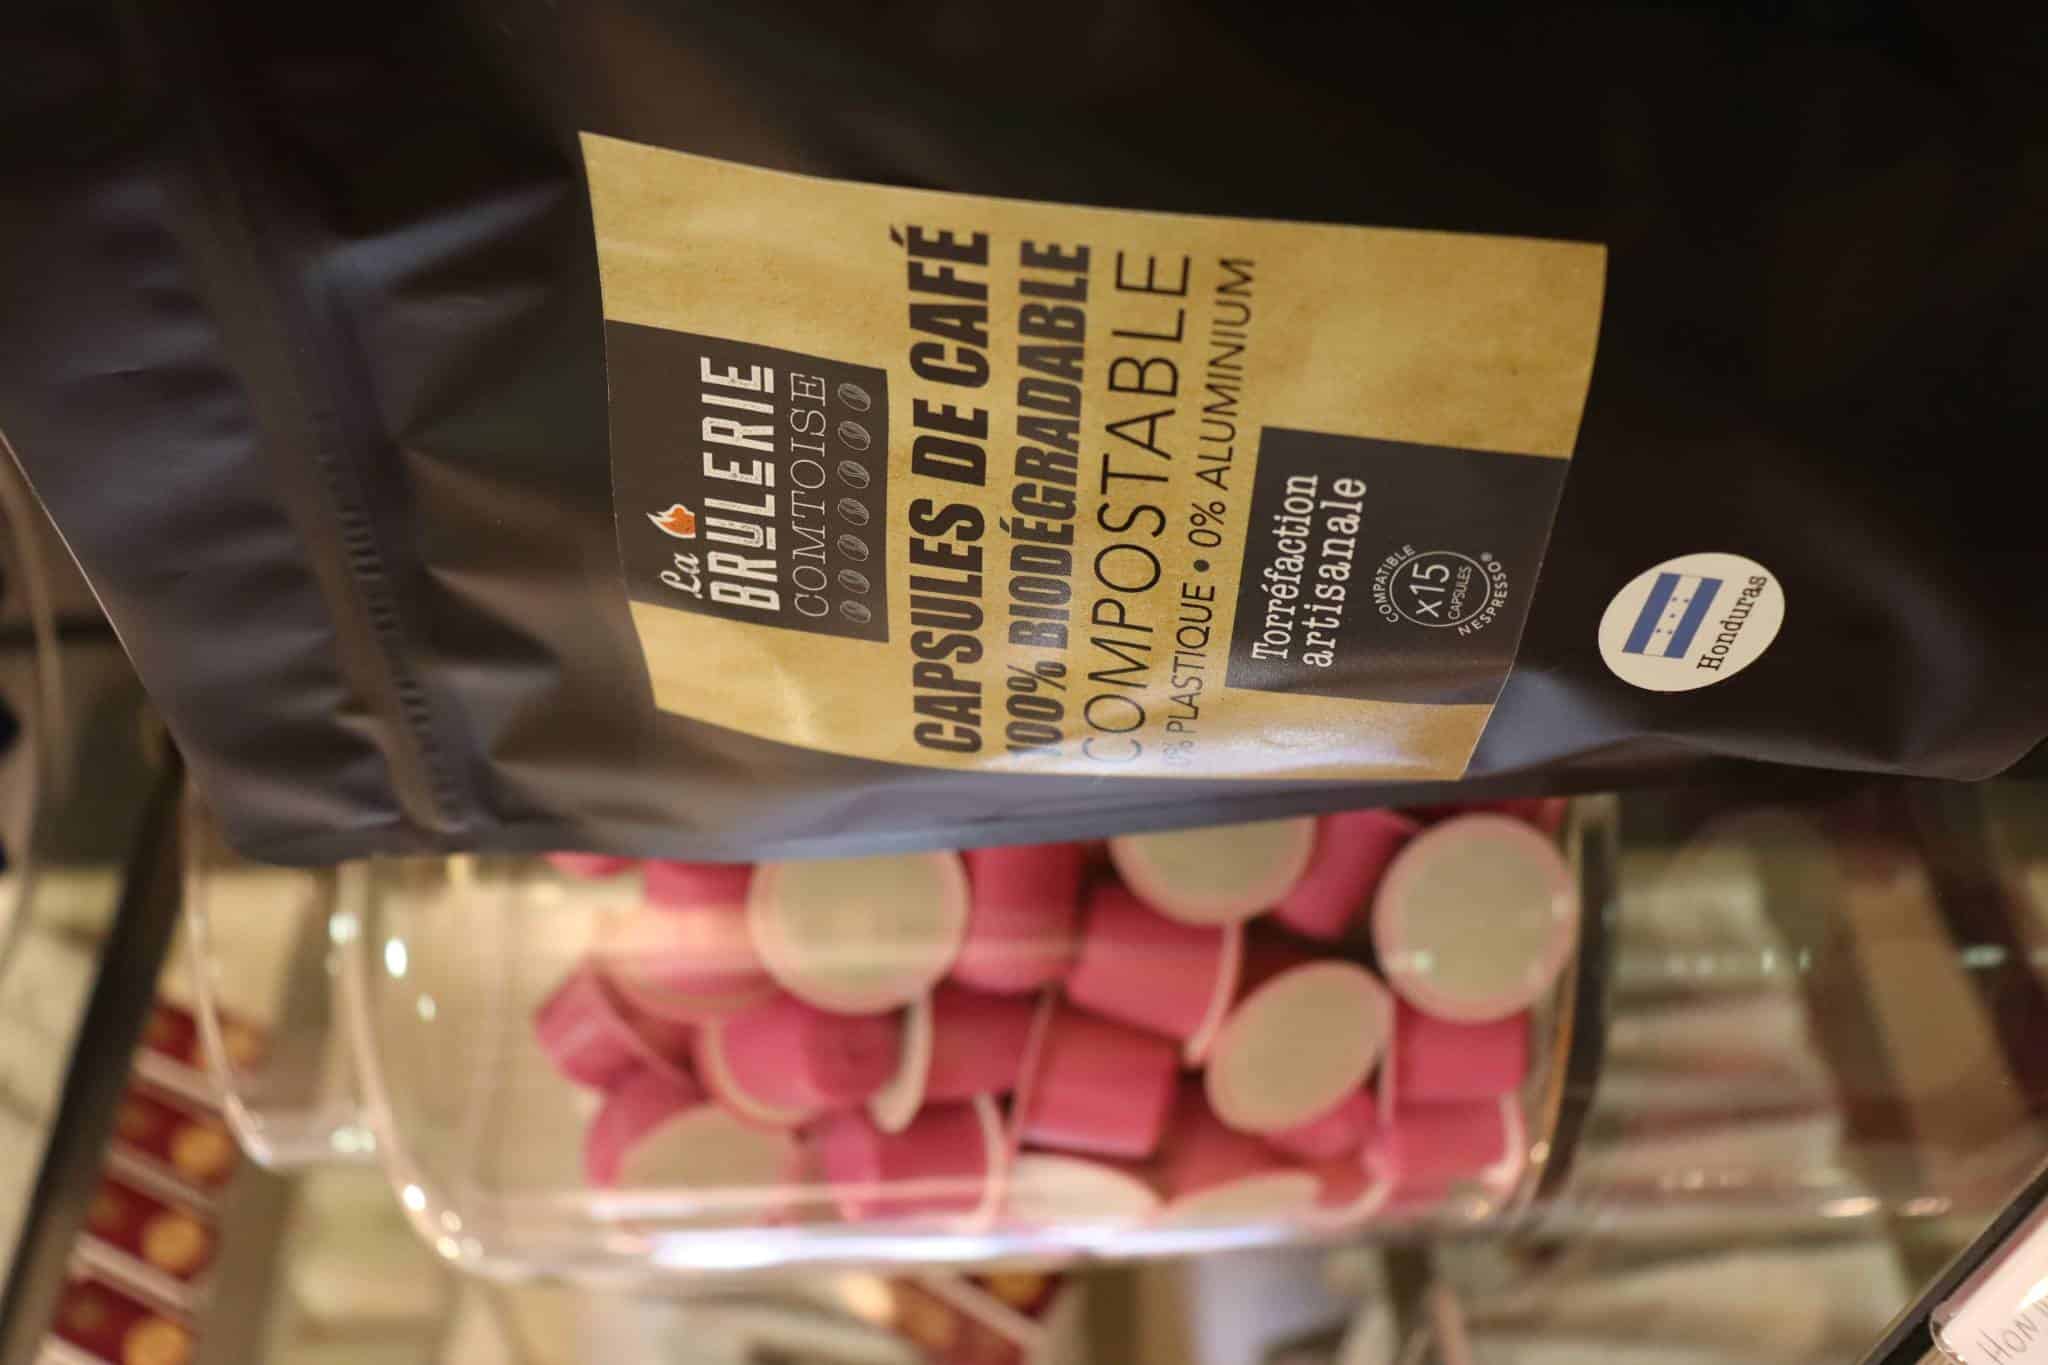 La
BRULERIE
COMTOISE
CAPSULES DE CAFÉ
100% BIODÉGRADABLE
COMPOSTABLE
0% PLASTIQUE • 0% ALUMINIUM
Torréfaction
artisanale
COMPATIBLE
x15
CAPSULES
NESPRESSO®
Honduras